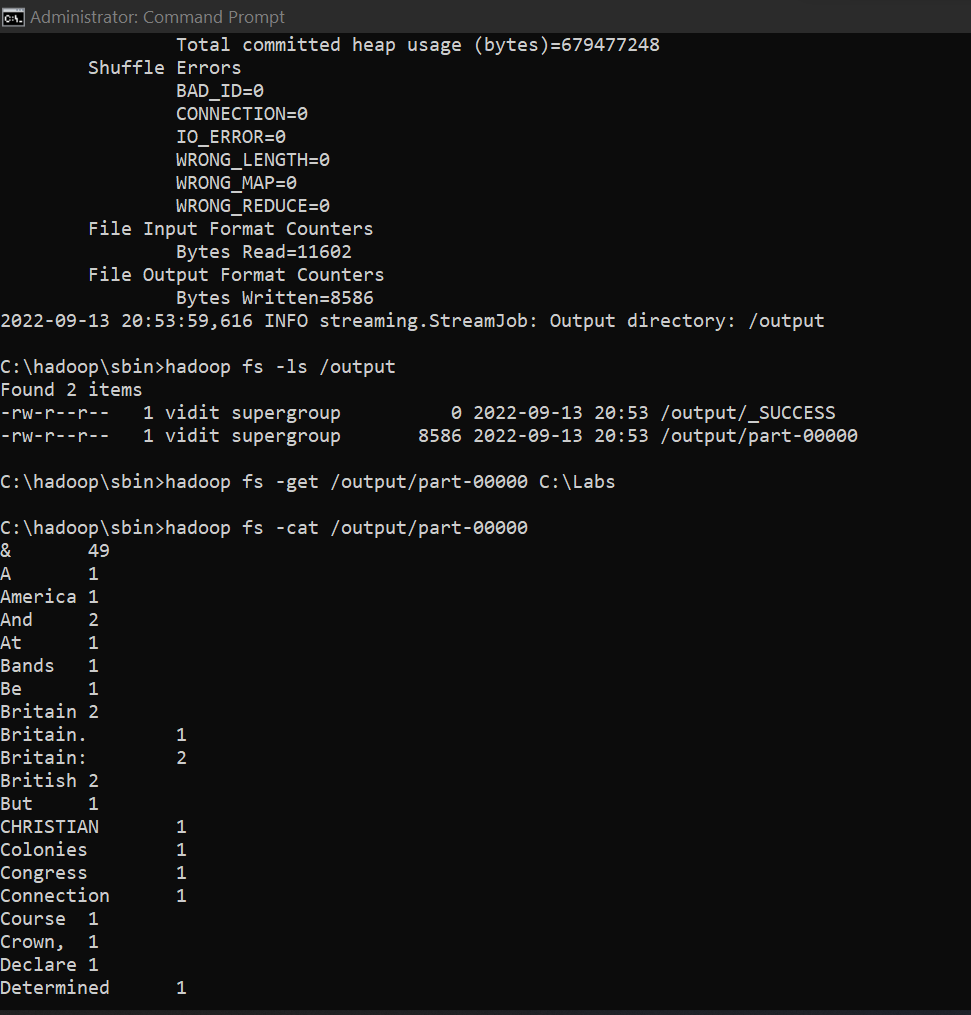 Administrator: Command Prompt
Total committed heap usage (bytes)=679477248
Shuffle Errors
BAD_ID=0
CONNECTION=0
IO_ERROR=0
WRONG_LENGTH=0
WRONG_MAP=0
WRONG_REDUCE=0
File Input Format Counters
Bytes Read=11602
File Output Format Counters
Bytes Written=8586
2022-09-13 20:53:59,616 INFO streaming.StreamJob: Output directory: /output
C:\hadoop\sbin>hadoop fs -ls /output
Found 2 items
-rw-r--r--   1 vidit supergroup          0 2022-09-13 20:53 /output/_SUCCESS
-rw-r--r--   1 vidit supergroup       8586 2022-09-13 20:53 /output/part-00000
C:\hadoop\sbin>hadoop fs -get /output/part-00000 C:\Labs
C:\hadoop\sbin>hadoop fs -cat /output/part-00000
&       49
A       1
America 1
And     2
At      1
Bands   1
Be      1
Britain 2
Britain.        1
Britain:        2
British 2
But     1
CHRISTIAN       1
Colonies        1
Congress        1
Connection      1
Course  1
Crown,  1
Declare 1
Determined      1